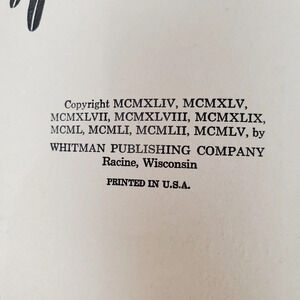 Copyright MCMXLIV, MCMXLV,
MCMXLVII, MCMXLVIII, MCMXLIX,
MCML, MCMLI, MCMLII, MCMLV, by
WHITMAN PUBLISHING COMPANY
Racine, Wisconsin
PRINTED IN U.S.A.